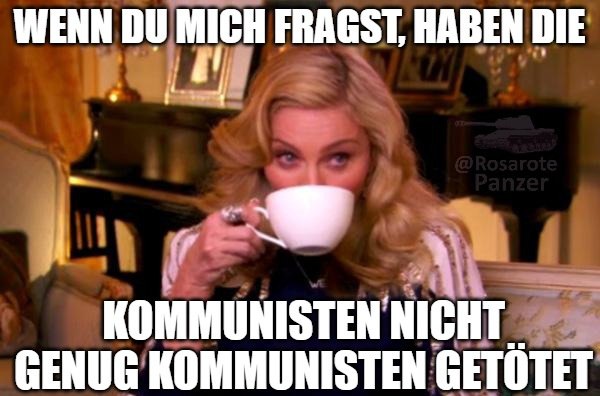 WENN DU MICH FRAGST, HABEN DIE
@Rosarote
Panzer
KOMMUNISTEN NICHT
GENUG KOMMUNISTEN GETÖTET